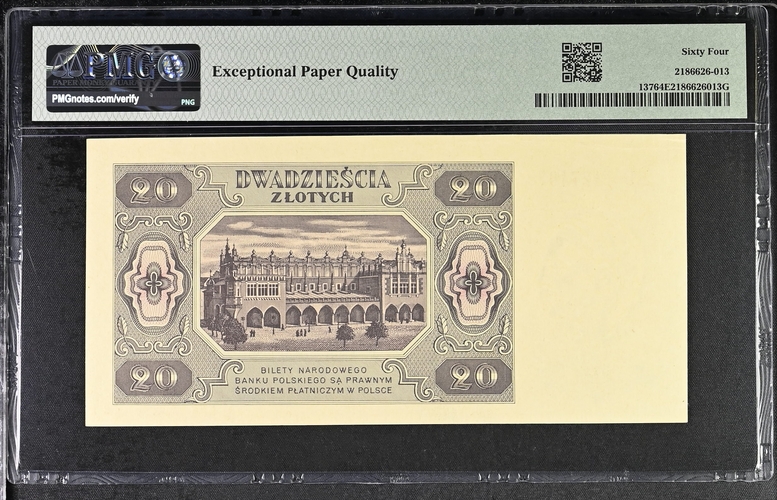 PMG
PAPER MONEY GUARANTY
PMGnotes.com/verify
PNG
Exceptional Paper Quality
Sixty Four
2186626-013
13764E2186626013G
20
DWADZIEŚCIA
20
ZŁOTYCH
20
BILETY NARODOWEGO
BANKU POLSKIEGO SĄ PRAWNYM
ŚRODKIEM PŁATNICZYM W POLSCE
20